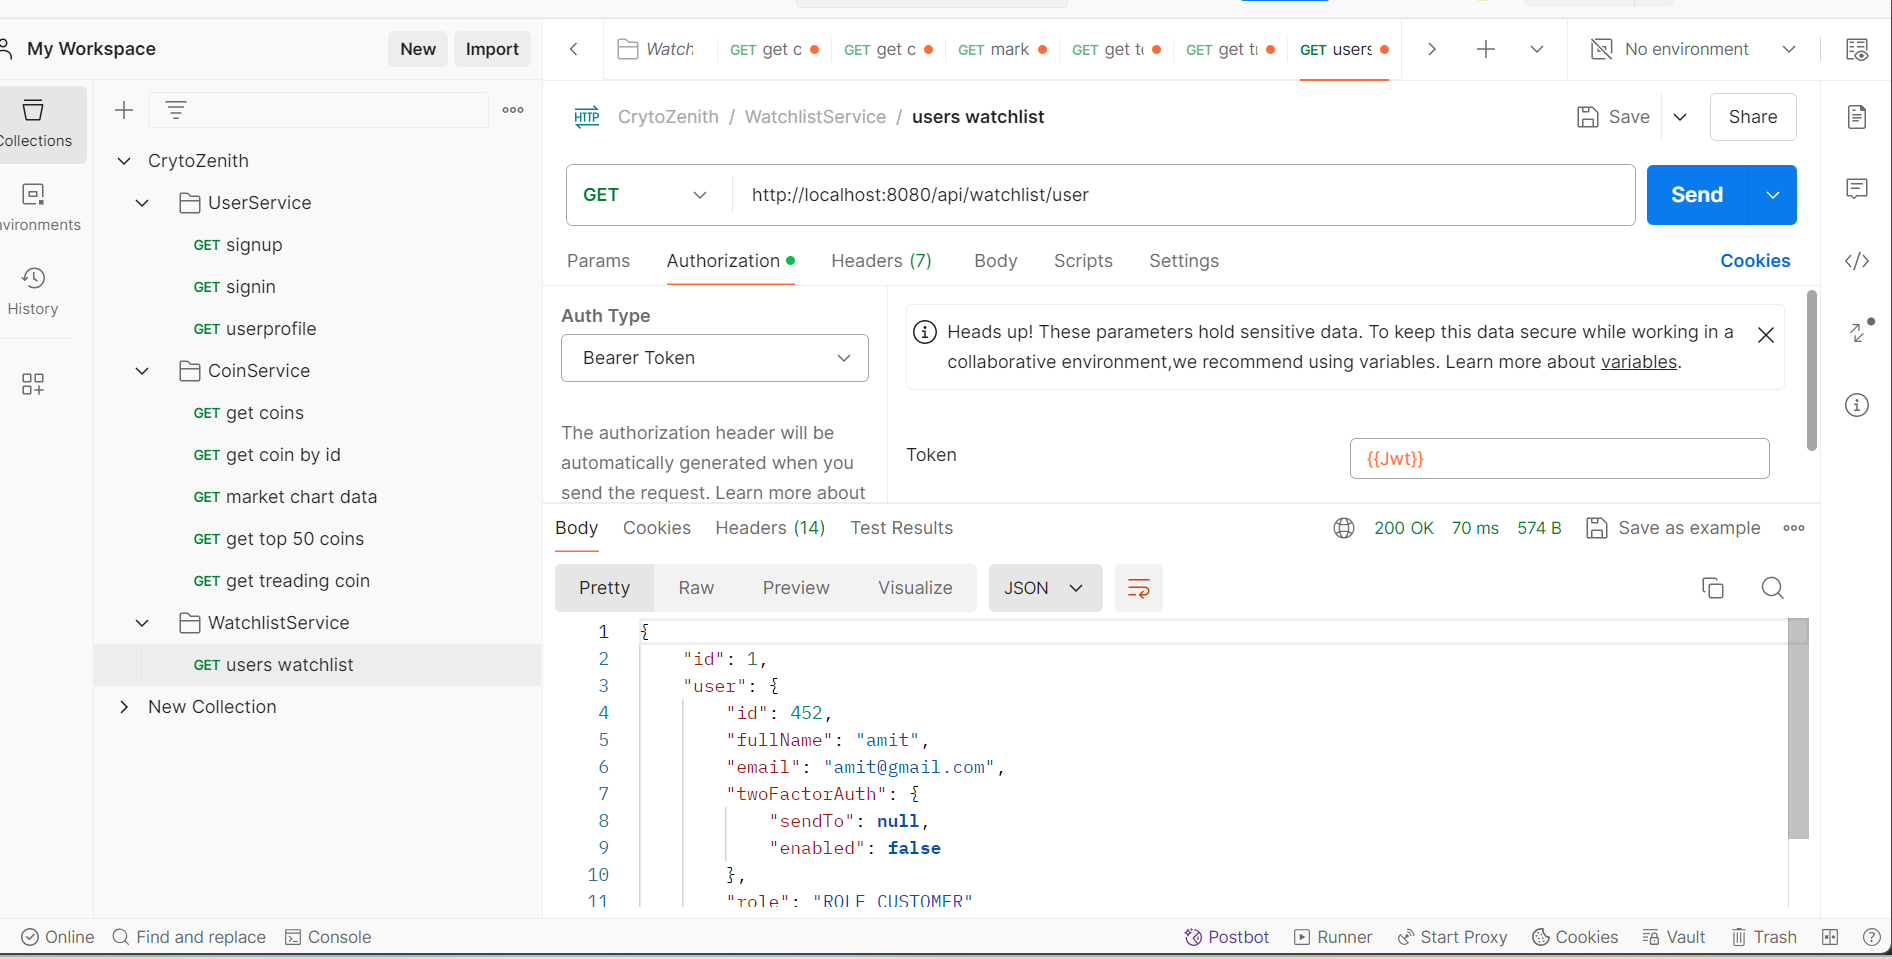 My Workspace
New
Import
Watch
GET get c
GET get c
GET mark
GET get t
GET get t
GET users
No environment
Collections
CrytoZenith / WatchlistService / users watchlist
Save
Share
CrytoZenith
UserService
GET signup
GET signin
GET userprofile
CoinService
GET get coins
GET get coin by id
GET market chart data
GET get top 50 coins
GET get treading coin
WatchlistService
GET users watchlist
New Collection
vironments
History
GET
http://localhost:8080/api/watchlist/user
Send
Params
Authorization
Headers (7)
Body
Scripts
Settings
Cookies
Auth Type
Bearer Token
The authorization header will be
automatically generated when you
send the request. Learn more about
Heads up! These parameters hold sensitive data. To keep this data secure while working in a
collaborative environment,we recommend using variables. Learn more about variables.
Token
{{Jwt}}
Body
Cookies
Headers (14)
Test Results
200 OK
70 ms
574 B
Save as example
Pretty
Raw
Preview
Visualize
JSON
1 {
2 "id": 1,
3 "user": {
4 "id": 452,
5 "fullName": "amit",
6 "email": "amit@gmail.com",
7 "twoFactorAuth": {
8 "sendTo": null,
9 "enabled": false
10 },
11 "role": "ROLE_CUSTOMER"
Online
Find and replace
Console
Postbot
Runner
Start Proxy
Cookies
Vault
Trash